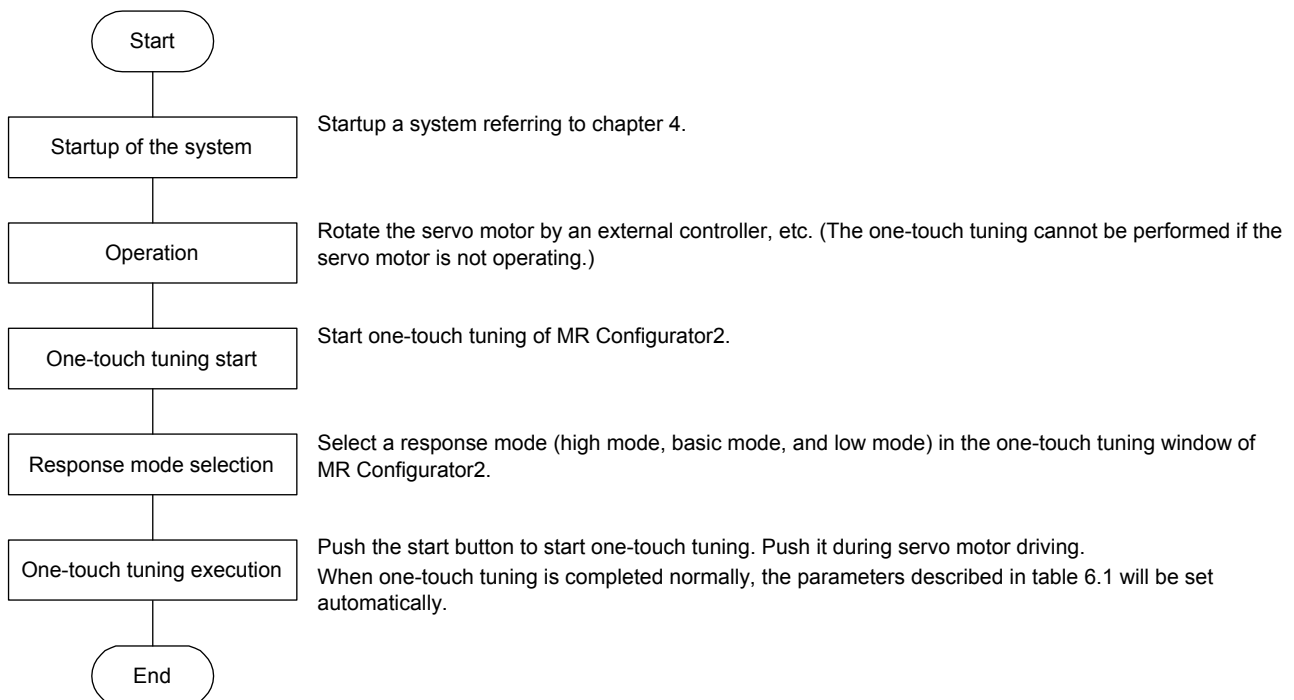 Start
Startup of the system
Startup a system referring to chapter 4.
Operation
Rotate the servo motor by an external controller, etc. (The one-touch tuning cannot be performed if the
servo motor is not operating.)
One-touch tuning start
Start one-touch tuning of MR Configurator2.
Response mode selection
Select a response mode (high mode, basic mode, and low mode) in the one-touch tuning window of
MR Configurator2.
One-touch tuning execution
Push the start button to start one-touch tuning. Push it during servo motor driving.
When one-touch tuning is completed normally, the parameters described in table 6.1 will be set
automatically.
End